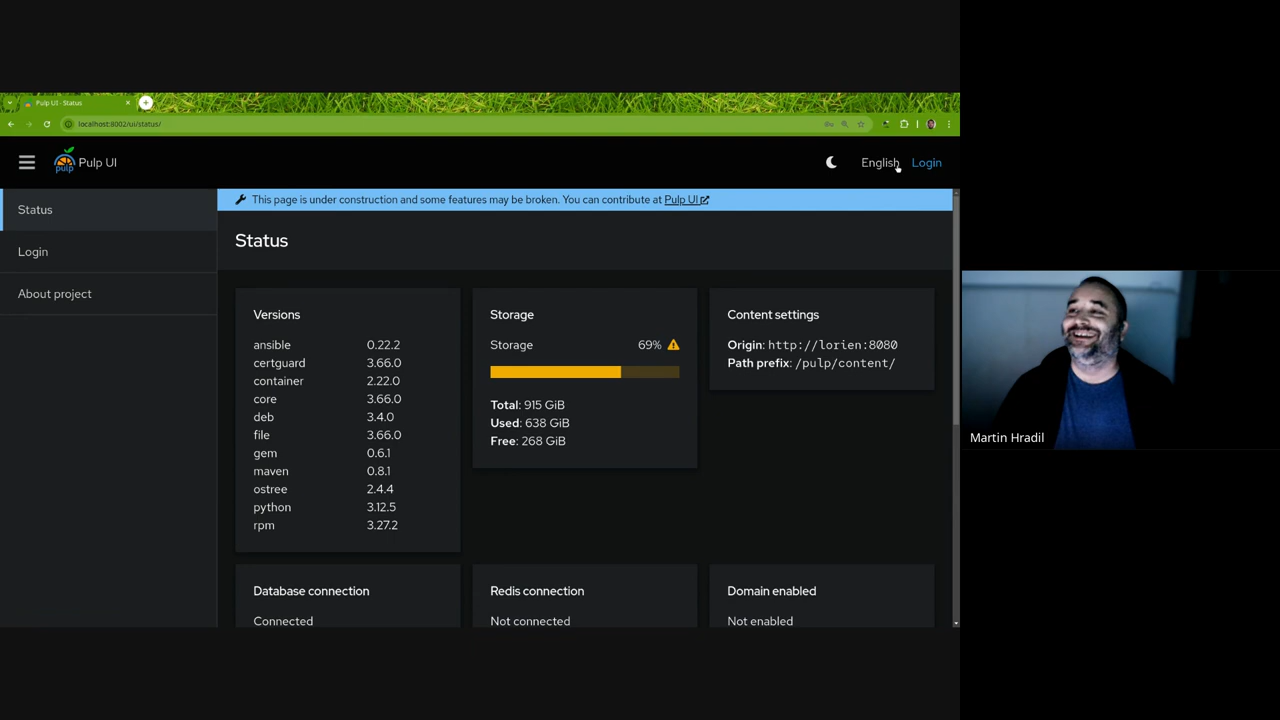 Pulp UI - Status
localhost:8002/ui/status/
pulp
Pulp UI
English
Login
Status
Login
About project
This page is under construction and some features may be broken. You can contribute at Pulp UI
Status
Versions
ansible 0.22.2
certguard 3.66.0
container 2.22.0
core 3.66.0
deb 3.4.0
file 3.66.0
gem 0.6.1
maven 0.8.1
ostree 2.4.4
python 3.12.5
rpm 3.27.2
Storage
Storage 69%
Total: 915 GiB
Used: 638 GiB
Free: 268 GiB
Content settings
Origin: http://lorien:8080
Path prefix: /pulp/content/
Database connection
Connected
Redis connection
Not connected
Domain enabled
Not enabled
Martin Hradil